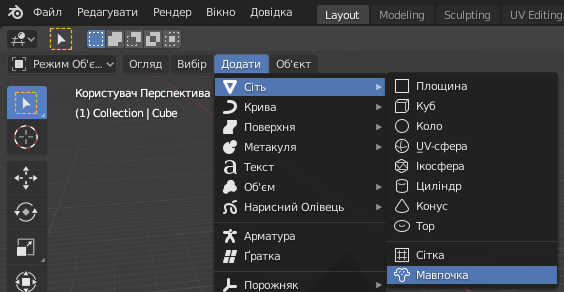 Файл Редагувати Рендер Вікно Довідка Layout Modeling Sculpting UV Editing
Режим Об'є... Огляд Вибір Додати Об'єкт
Користувач Перспектива
(1) Collection | Cube
Сіть
Крива
Поверхня
Метакуля
Текст
Об'єм
Нарисний Олівець
Арматура
Ґратка
Порожняк
Площина
Куб
Коло
UV-сфера
Ікосфера
Циліндр
Конус
Тор
Сітка
Мавпочка